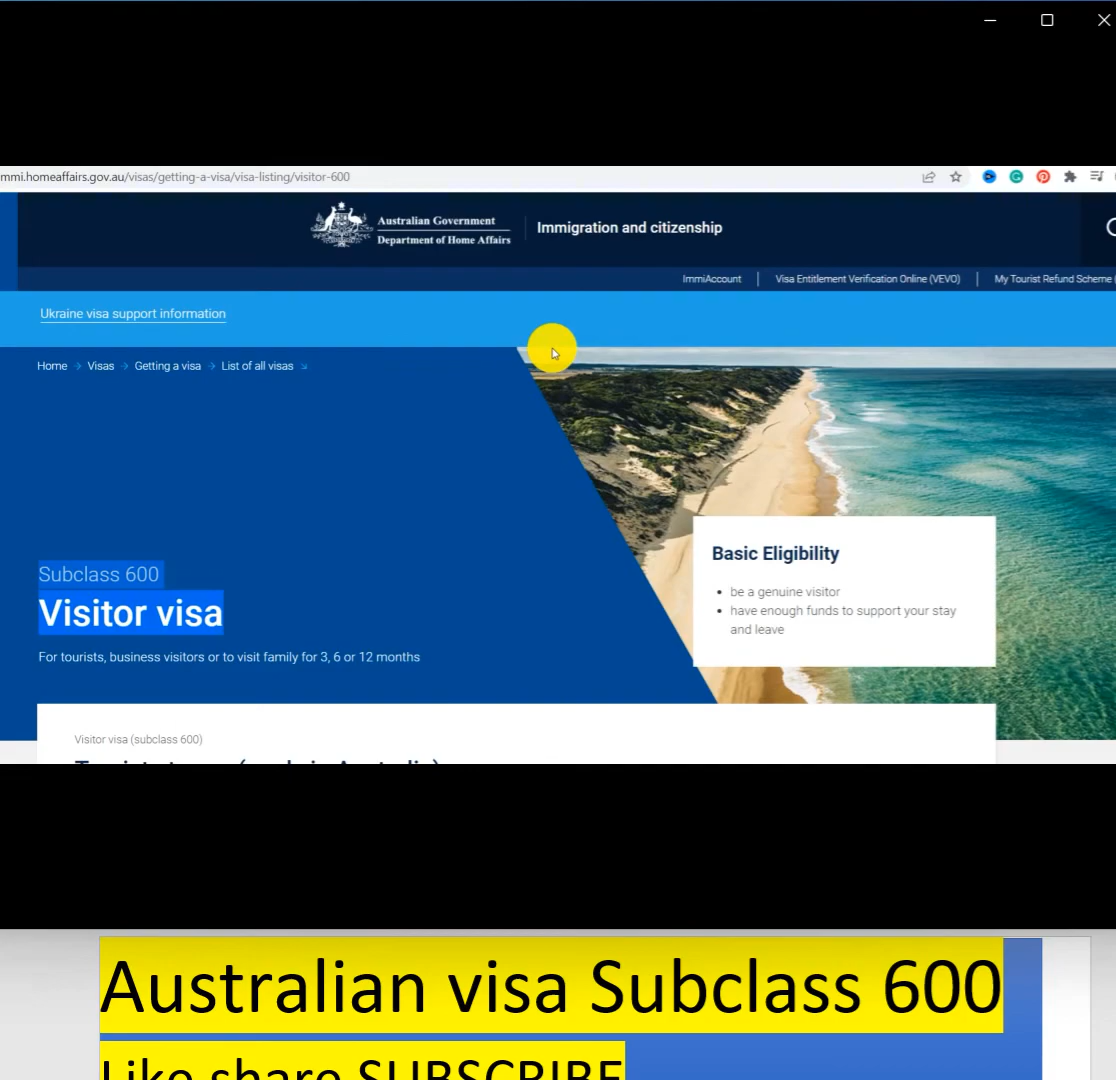 mmi.homeaffairs.gov.au/visas/getting-a-visa/visa-listing/visitor-600
Australian Government
Department of Home Affairs
Immigration and citizenship
ImmiAccount
Visa Entitlement Verification Online (VEVO)
My Tourist Refund Scheme (
Ukraine visa support information
Home
Visas
Getting a visa
List of all visas
Subclass 600
Visitor visa
For tourists, business visitors or to visit family for 3, 6 or 12 months
Basic Eligibility
be a genuine visitor
have enough funds to support your stay
and leave
Visitor visa (subclass 600)
Australian visa Subclass 600
Like share SUBSCRIBE